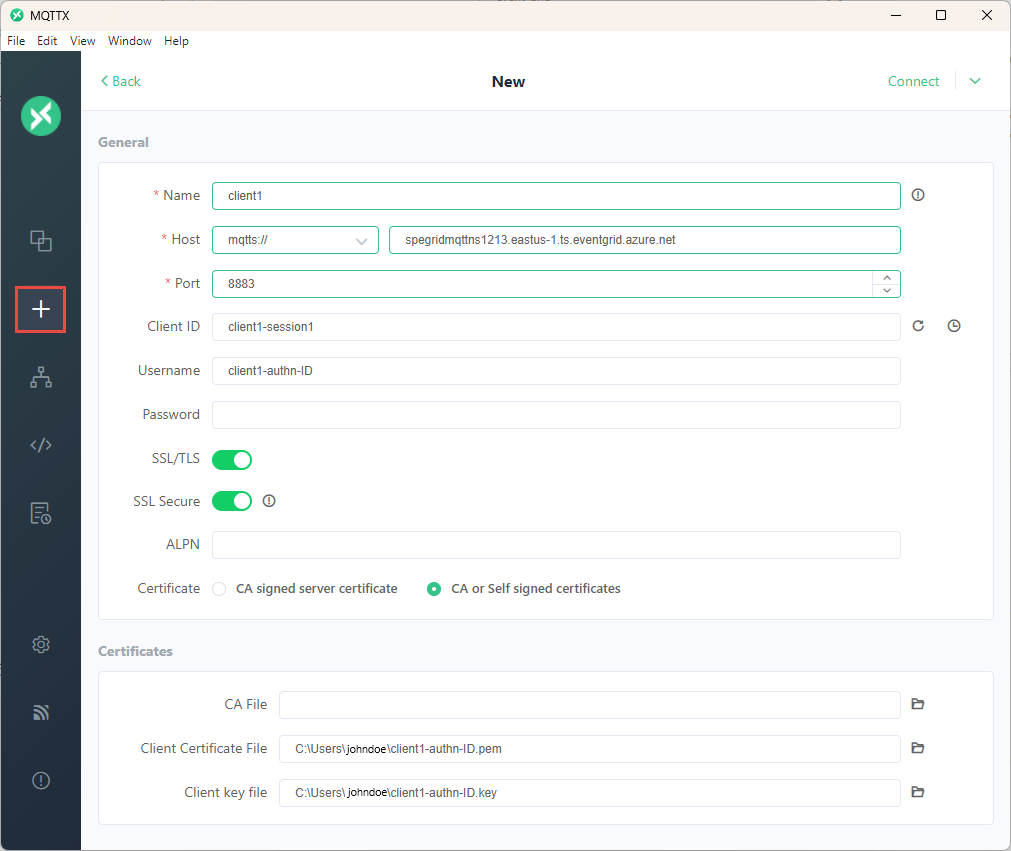 MQTTX
File Edit View Window Help
Back New Connect
General
* Name client1
* Host mqtts:// spegridmqttns1213.eastus-1.ts.eventgrid.azure.net
* Port 8883
Client ID client1-session1
Username client1-authn-ID
Password
SSL/TLS
SSL Secure
ALPN
Certificate CA signed server certificate CA or Self signed certificates
Certificates
CA File
Client Certificate File C:\Users\johndoe\client1-authn-ID.pem
Client key file C:\Users\johndoe\client1-authn-ID.key